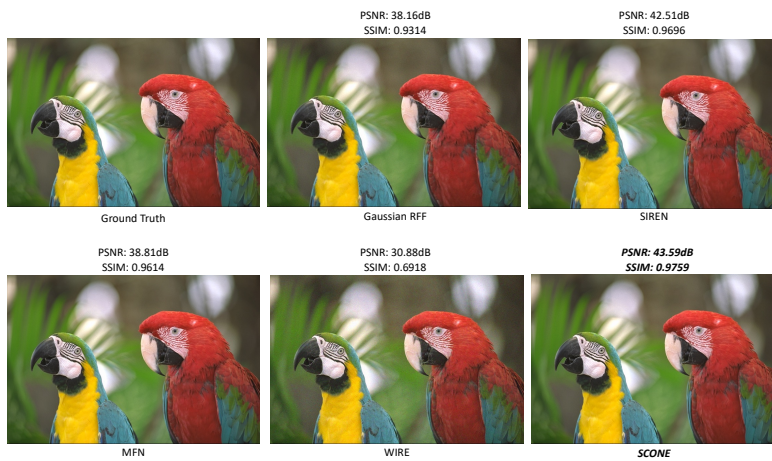 PSNR: 38.16dB
SSIM: 0.9314
PSNR: 42.51dB
SSIM: 0.9696
Ground Truth
Gaussian RFF
SIREN
PSNR: 38.81dB
SSIM: 0.9614
PSNR: 30.88dB
SSIM: 0.6918
PSNR: 43.59dB
SSIM: 0.9759
MFN
WIRE
SCONE